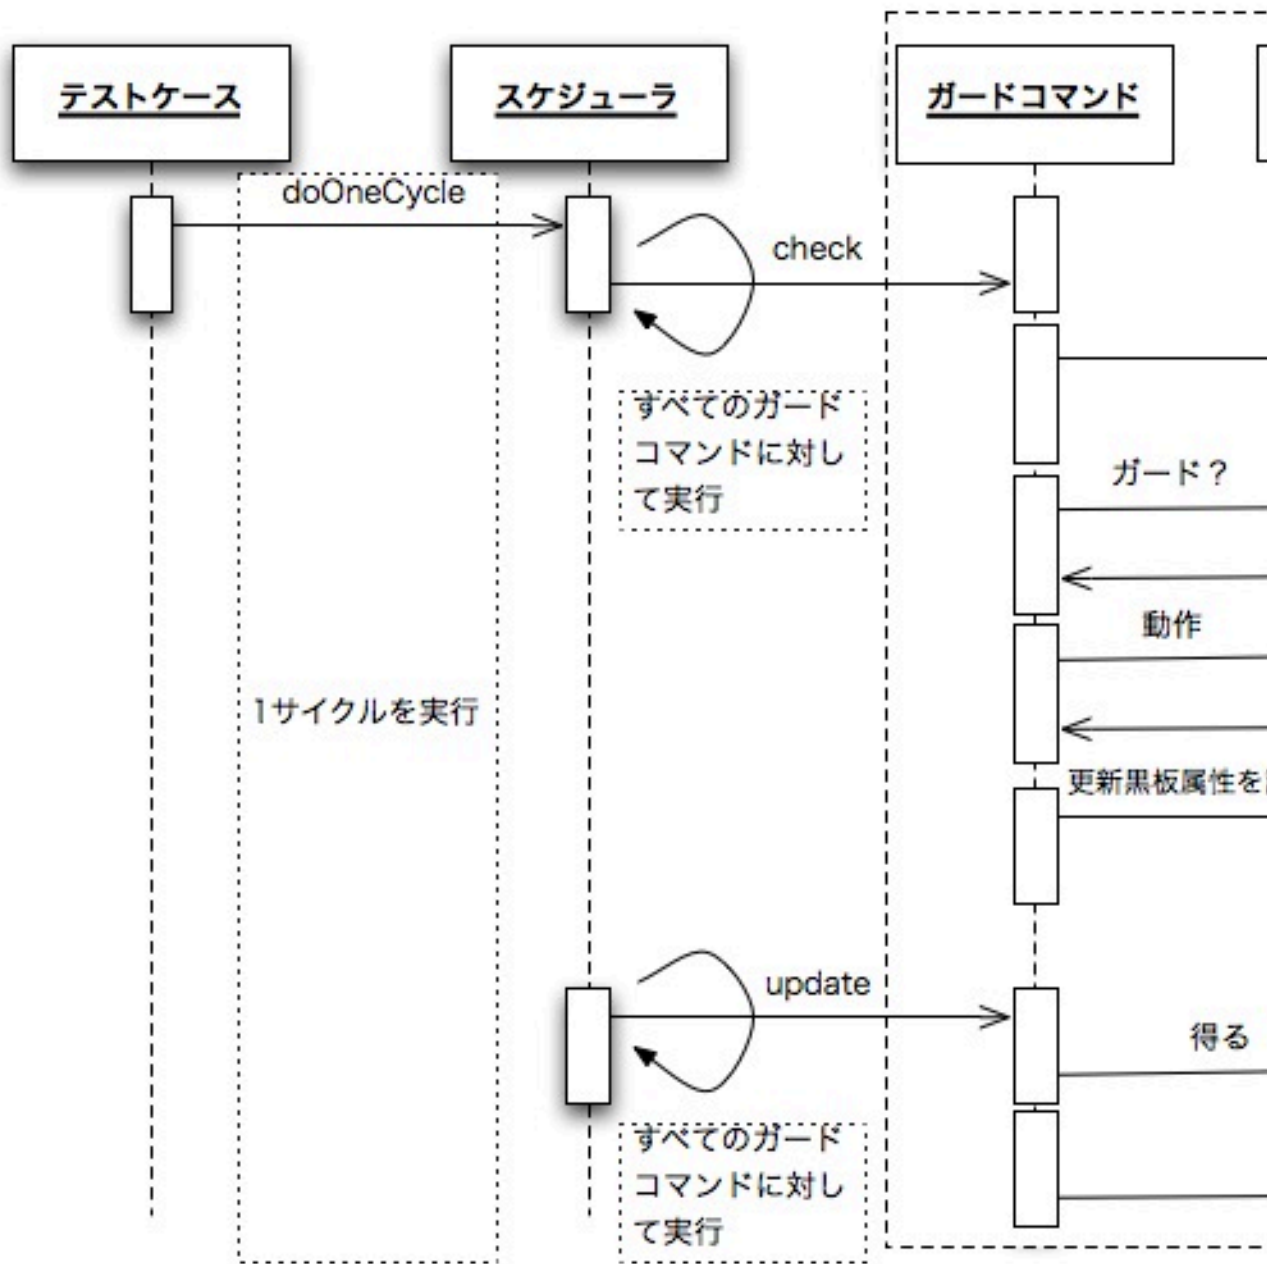 テストケース
スケジューラ
ガードコマンド
doOneCycle
check
すべてのガード
コマンドに対し
て実行
ガード？
動作
1サイクルを実行
更新黒板属性を
update
得る
すべてのガード
コマンドに対し
て実行